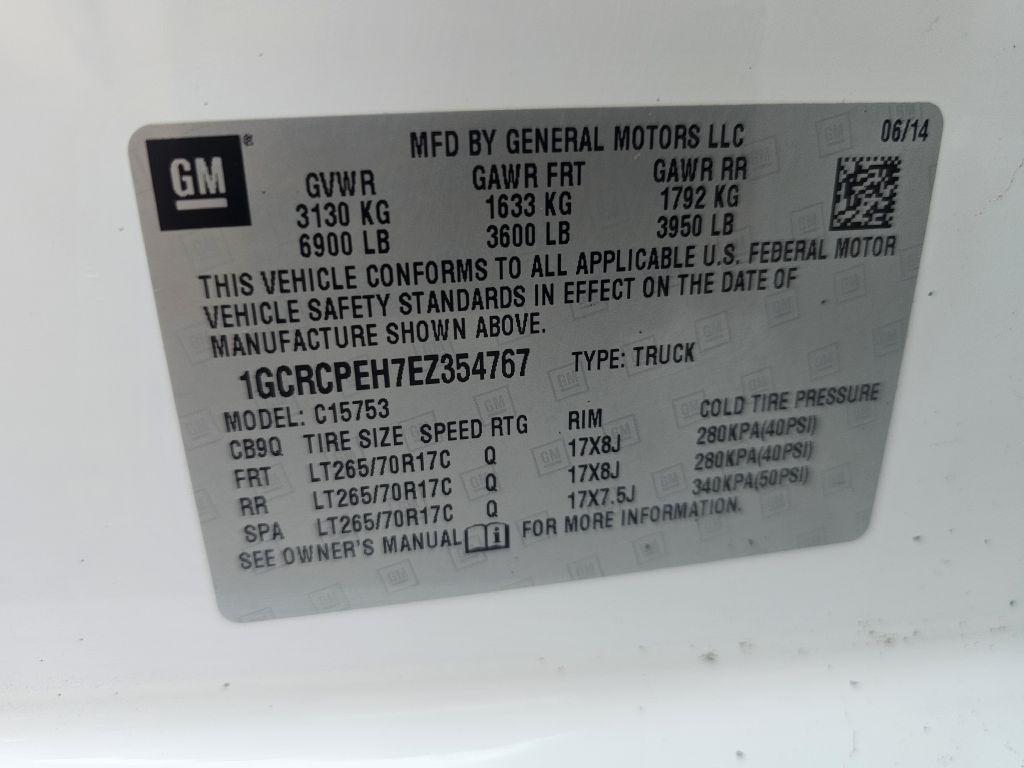 GM®
MFD BY GENERAL MOTORS LLC
06/14
GVWR GAWR FRT GAWR RR
3130 KG 1633 KG 1792 KG
6900 LB 3600 LB 3950 LB
THIS VEHICLE CONFORMS TO ALL APPLICABLE U.S. FEDERAL MOTOR
VEHICLE SAFETY STANDARDS IN EFFECT ON THE DATE OF
MANUFACTURE SHOWN ABOVE.
1GCRCPEH7EZ354767 TYPE: TRUCK
MODEL: C15753
CB9Q TIRE SIZE SPEED RTG RIM COLD TIRE PRESSURE
FRT LT265/70R17C Q 17X8J 280KPA(40PSI)
RR LT265/70R17C Q 17X8J 280KPA(40PSI)
SPA LT265/70R17C Q 17X7.5J 340KPA(50PSI)
SEE OWNER'S MANUAL i FOR MORE INFORMATION.